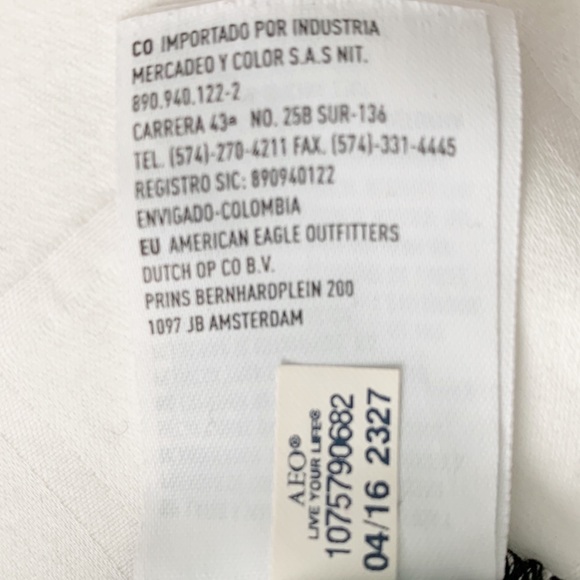 CO IMPORTADO POR INDUSTRIA
MERCADEO Y COLOR S.A.S NIT.
890.940.122-2
CARRERA 43ª NO. 25B SUR-136
TEL. (574)-270-4211 FAX. (574)-331-4445
REGISTRO SIC: 890940122
ENVIGADO-COLOMBIA
EU AMERICAN EAGLE OUTFITTERS
DUTCH OP CO B.V.
PRINS BERNHARDPLEIN 200
1097 JB AMSTERDAM
AEO®
LIVE YOUR LIFE®
1075790682
04/16 2327